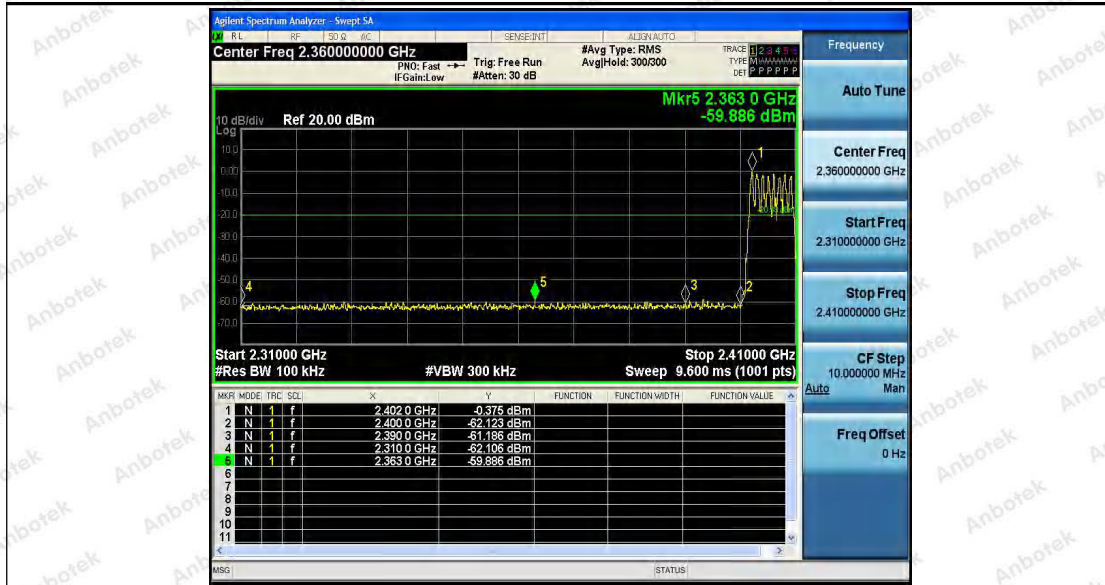 Agilent Spectrum Analyzer - Swept SA
RL RF 50 Ω AC SENSE:INT ALIGNAUTO
Center Freq 2.360000000 GHz
PNO: Fast
IFGain:Low
Trig: Free Run
#Atten: 30 dB
#Avg Type: RMS
Avg|Hold: 300/300
TRACE 1 2 3 4 5 6
TYPE M
DET P P P P P P
Mkr5 2.363 0 GHz
-59.886 dBm
10 dB/div Ref 20.00 dBm
Log
10.0
0.00
-10.0
-20.0
-30.0
-50.0
-60.0
-70.0
1
2
3
4
5
Start 2.31000 GHz Stop 2.41000 GHz
#Res BW 100 kHz #VBW 300 kHz Sweep 9.600 ms (1001 pts)
MKR MODE TRC SCL X Y FUNCTION FUNCTION WIDTH FUNCTION VALUE
1 N 1 f 2.402 0 GHz -0.375 dBm
2 N 1 f 2.400 0 GHz -62.123 dBm
3 N 1 f 2.390 0 GHz -61.186 dBm
4 N 1 f 2.310 0 GHz -62.106 dBm
5 N 1 f 2.363 0 GHz -59.886 dBm
6
7
8
9
10
11
MSG STATUS
Frequency
Auto Tune
Center Freq
2.360000000 GHz
Start Freq
2.310000000 GHz
Stop Freq
2.410000000 GHz
CF Step
10.000000 MHz
Auto Man
Freq Offset
0 Hz
Anbotek